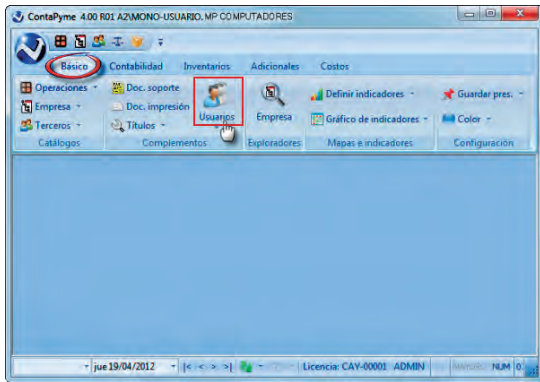 ContaPyme 4.00 R01 A2\MONO-USUARIO. MP COMPUTADORES
Básico Contabilidad Inventarios Adicionales Costos
Operaciones Doc. soporte Definir indicadores Guardar pres.
Empresa Doc. impresión Usuarios Empresa Gráfico de indicadores Color
Terceros Títulos
Catálogos Complementos Exploradores Mapas e indicadores Configuración
jue 19/04/2012 |< < > >| Licencia: CAY-00001 ADMIN NUM 0